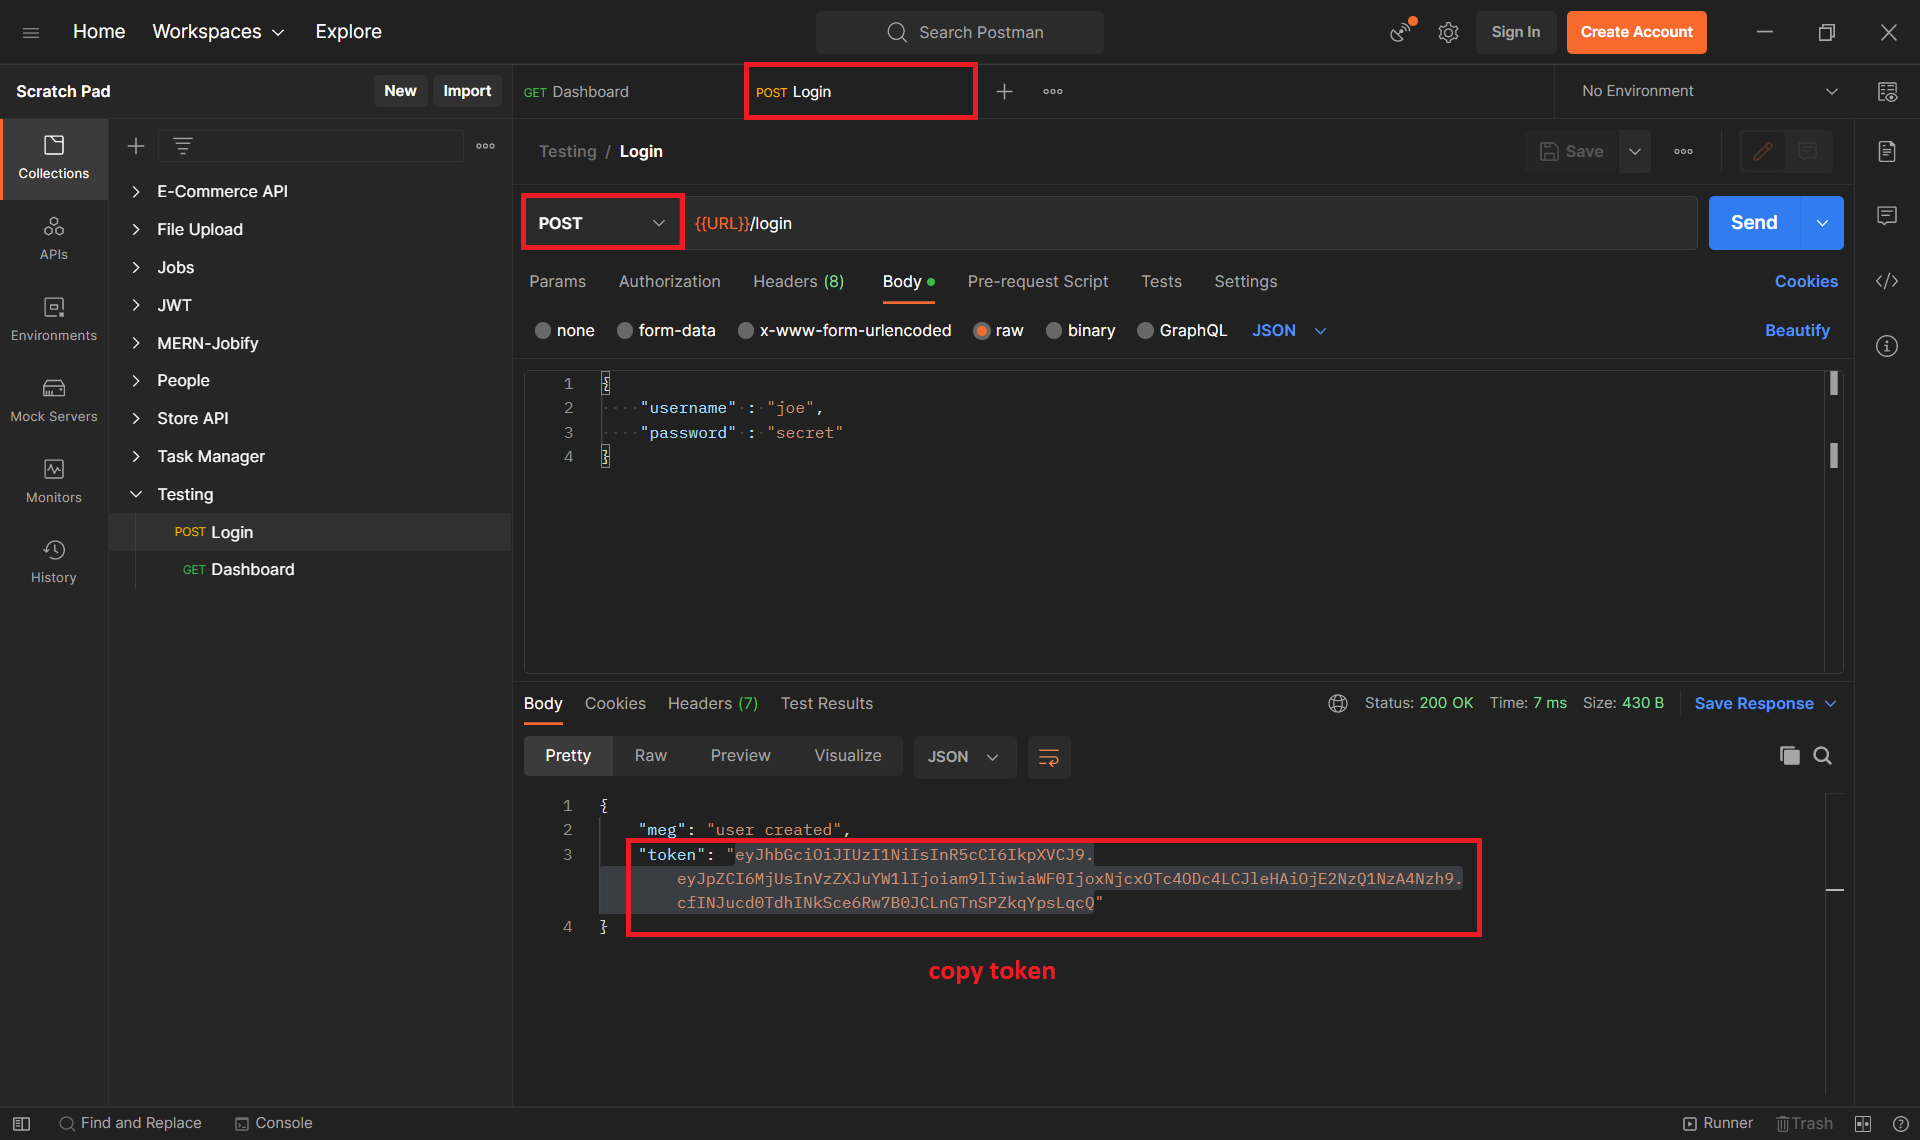 Home Workspaces Explore Search Postman Sign In Create Account
Scratch Pad New Import GET Dashboard POST Login No Environment
Testing / Login Save
Collections
APIs
Environments
Mock Servers
Monitors
History
E-Commerce API
File Upload
Jobs
JWT
MERN-Jobify
People
Store API
Task Manager
Testing
POST Login
GET Dashboard
POST {{URL}}/login Send
Params Authorization Headers (8) Body Pre-request Script Tests Settings Cookies
none form-data x-www-form-urlencoded raw binary GraphQL JSON Beautify
1 {
2 "username" : "joe",
3 "password" : "secret"
4 }
Body Cookies Headers (7) Test Results Status: 200 OK Time: 7 ms Size: 430 B Save Response
Pretty Raw Preview Visualize JSON
1 {
2 "meg": "user created",
3 "token": "eyJhbGciOiJIUzI1NiIsInR5cCI6IkpXVCJ9.
eyJpZCI6MjUsInVzZXJuYW1lIjoiam9lIiwiaWF0IjoxNjcxOTc4ODc4LCJleHAiOjE2NzQ1NzA4Nzh9.
cfINJucd0TdhINkSce6Rw7B0JCLnGTnSPZkqYpsLqcQ"
4 }
copy token
Find and Replace Console Runner Trash